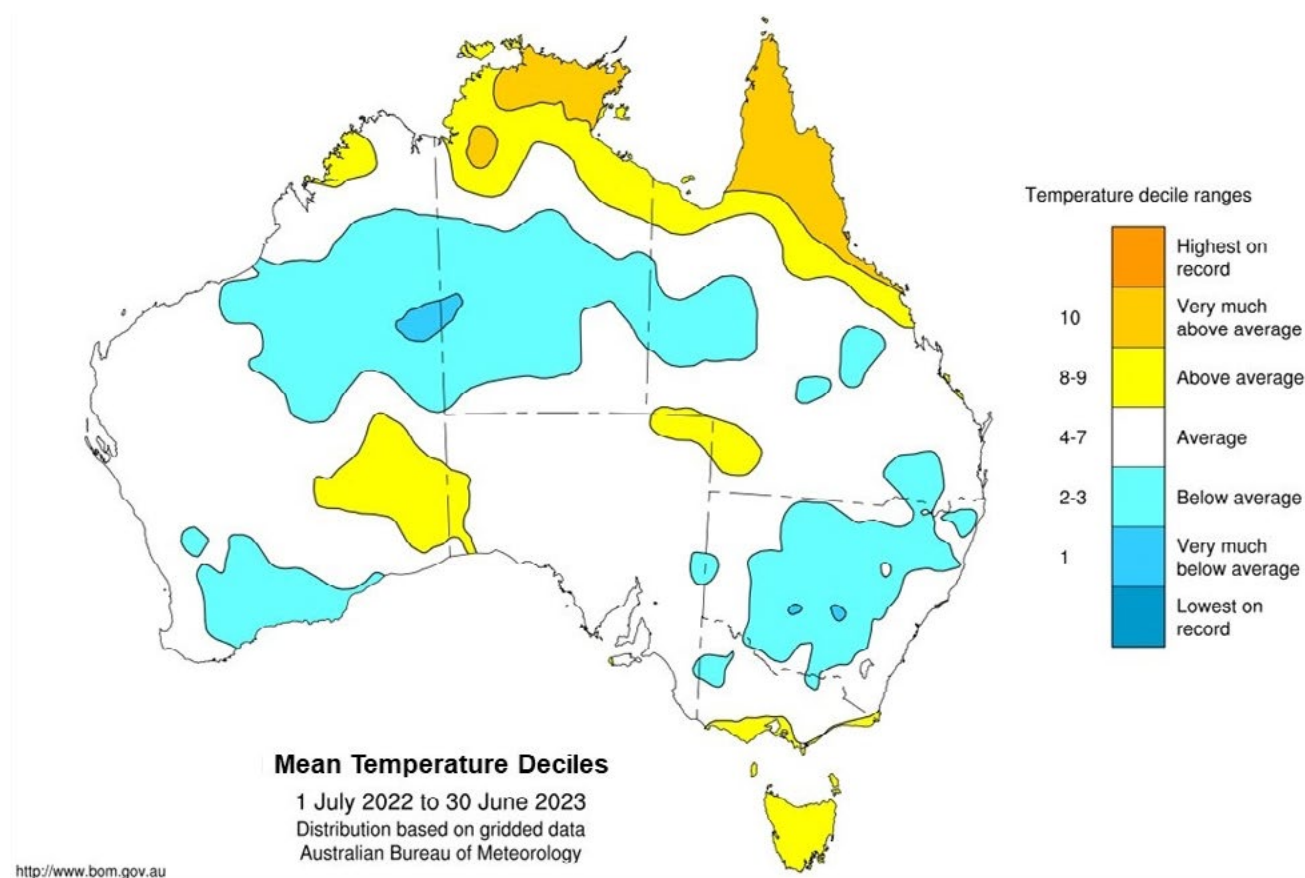 Temperature decile ranges
Highest on
record
10
Very much
above average
8-9
Above average
4-7
Average
2-3
Below average
1
Very much
below average
Lowest on
record
Mean Temperature Deciles
1 July 2022 to 30 June 2023
Distribution based on gridded data
Australian Bureau of Meteorology
http://www.bom.gov.au